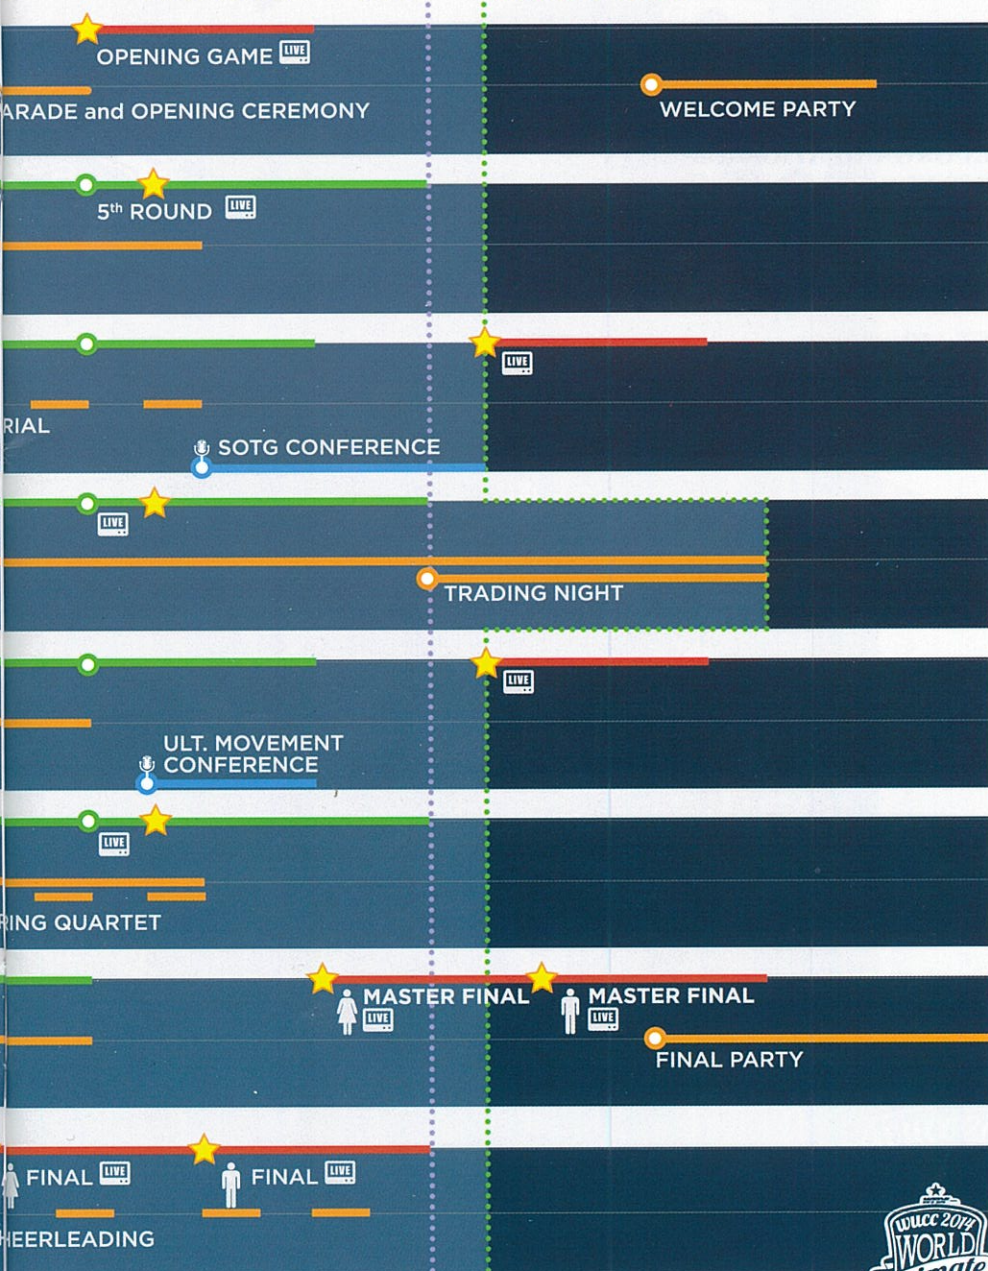 OPENING GAME LIVE
ARADE and OPENING CEREMONY
WELCOME PARTY
5th ROUND LIVE
LIVE
RIAL
SOTG CONFERENCE
LIVE
TRADING NIGHT
LIVE
ULT. MOVEMENT
CONFERENCE
LIVE
RING QUARTET
MASTER FINAL
LIVE
MASTER FINAL
LIVE
FINAL PARTY
FINAL LIVE
FINAL LIVE
HEERLEADING
WUCC 2014
WORLD